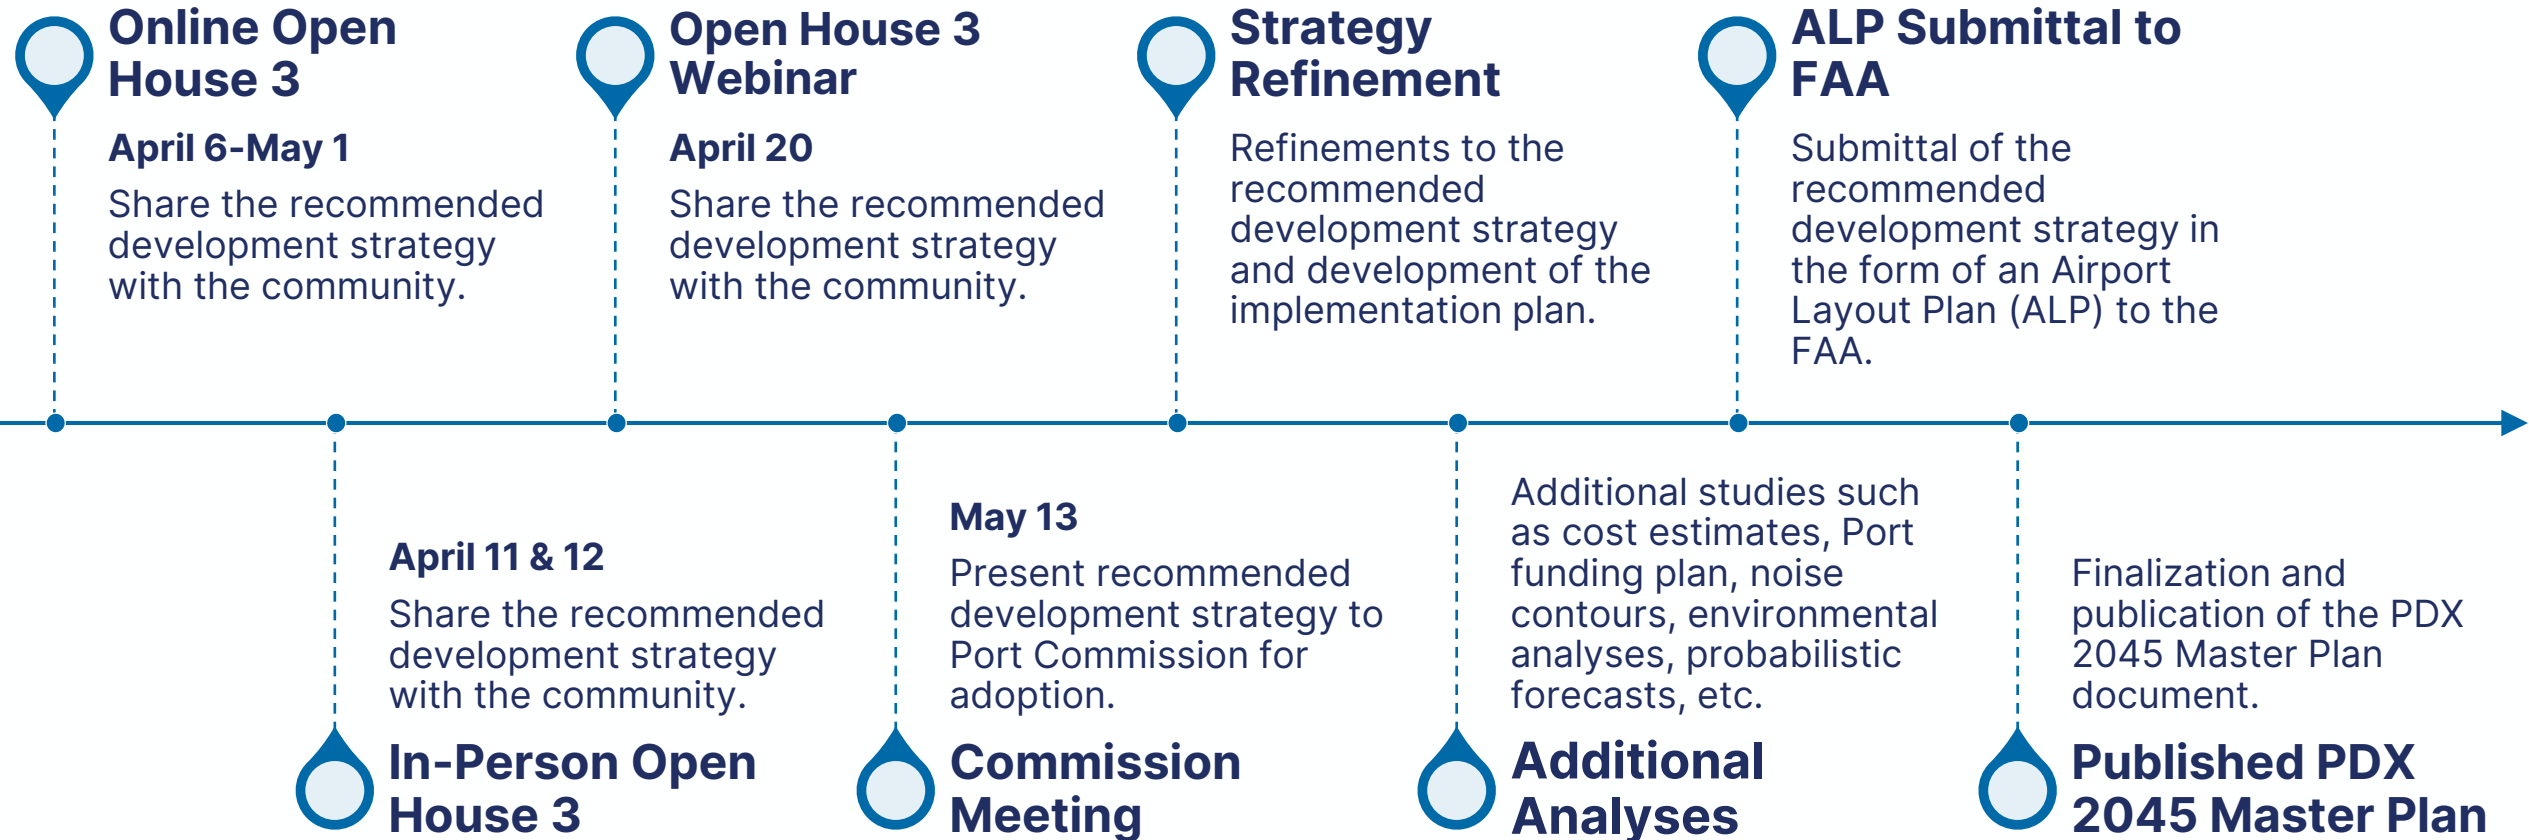 Online Open
House 3
April 6-May 1
Share the recommended
development strategy
with the community.
Open House 3
Webinar
April 20
Share the recommended
development strategy
with the community.
Strategy
Refinement
Refinements to the
recommended
development strategy
and development of the
implementation plan.
ALP Submittal to
FAA
Submittal of the
recommended
development strategy in
the form of an Airport
Layout Plan (ALP) to the
FAA.
April 11 & 12
Share the recommended
development strategy
with the community.
In-Person Open
House 3
May 13
Present recommended
development strategy to
Port Commission for
adoption.
Commission
Meeting
Additional studies such
as cost estimates, Port
funding plan, noise
contours, environmental
analyses, probabilistic
forecasts, etc.
Additional
Analyses
Finalization and
publication of the PDX
2045 Master Plan
document.
Published PDX
2045 Master Plan